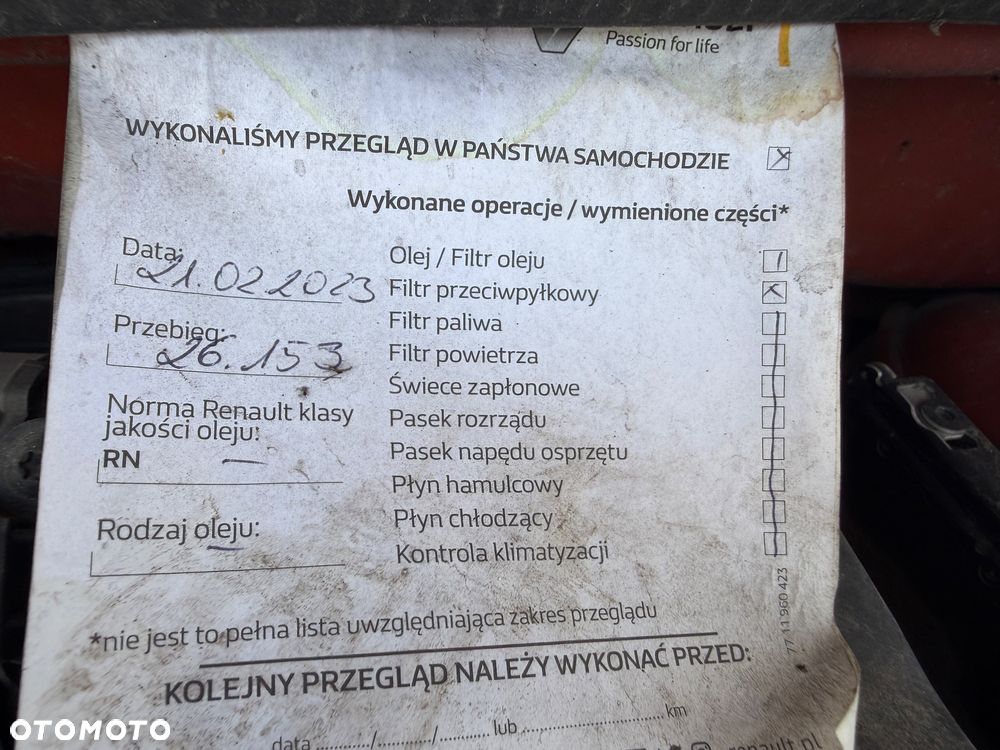 Passion for life
WYKONALIŚMY PRZEGLĄD W PAŃSTWA SAMOCHODZIE
Wykonane operacje / wymienione części*
Data:
21.02.2023
Przebieg:
26.153
Norma Renault klasy
jakości oleju:
RN —
Rodzaj oleju:
—
Olej / Filtr oleju
Filtr przeciwpyłkowy
Filtr paliwa
Filtr powietrza
Świece zapłonowe
Pasek rozrządu
Pasek napędu osprzętu
Płyn hamulcowy
Płyn chłodzący
Kontrola klimatyzacji
77 11 960 423
*nie jest to pełna lista uwzględniająca zakres przeglądu
KOLEJNY PRZEGLĄD NALEŻY WYKONAĆ PRZED:
data ............/............/............ lub ........................... km
renault.pl
OTOMOTO